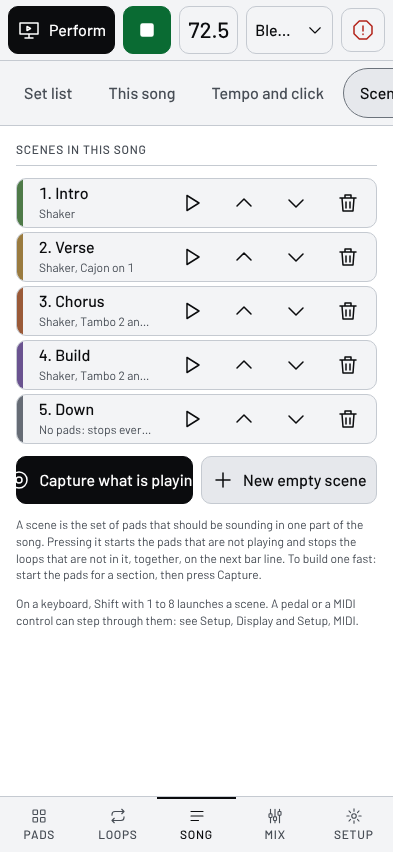 Perform
72.5
Ble...
Set list
This song
Tempo and click
Scen
SCENES IN THIS SONG
1. Intro
Shaker
2. Verse
Shaker, Cajon on 1
3. Chorus
Shaker, Tambo 2 an...
4. Build
Shaker, Tambo 2 an...
5. Down
No pads: stops ever...
Capture what is playin
New empty scene
A scene is the set of pads that should be sounding in one part of the
song. Pressing it starts the pads that are not playing and stops the
loops that are not in it, together, on the next bar line. To build one fast:
start the pads for a section, then press Capture.
On a keyboard, Shift with 1 to 8 launches a scene. A pedal or a MIDI
control can step through them: see Setup, Display and Setup, MIDI.
PADS
LOOPS
SONG
MIX
SETUP